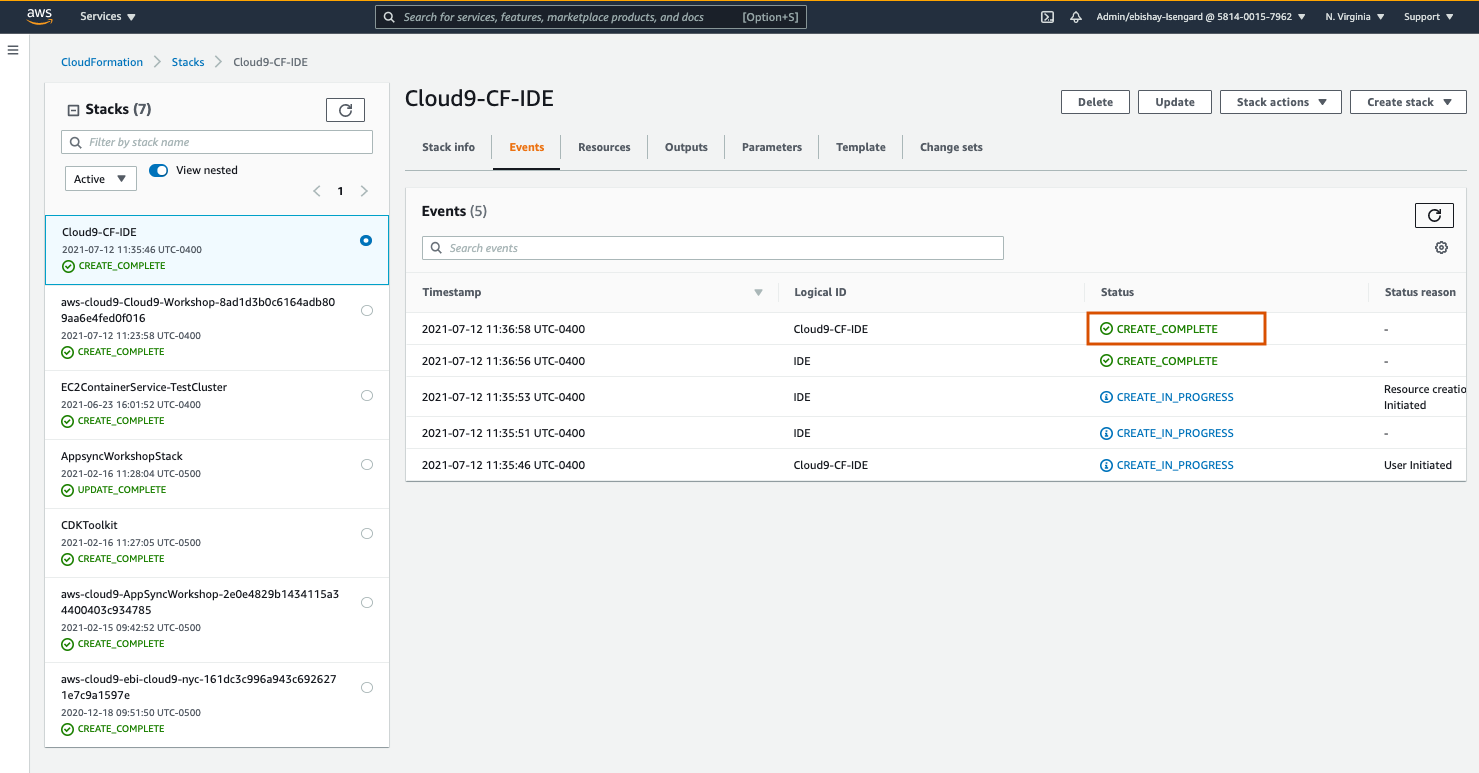 aws
Services
Search for services, features, marketplace products, and docs
[Option+S]
Admin/ebishay-Isengard @ 5814-0015-7962
N. Virginia
Support
CloudFormation
Stacks
Cloud9-CF-IDE
Stacks (7)
Filter by stack name
Active
View nested
1
Cloud9-CF-IDE
2021-07-12 11:35:46 UTC-0400
CREATE_COMPLETE
aws-cloud9-Cloud9-Workshop-8ad1d3b0c6164adb80
9aa6e4fed0f016
2021-07-12 11:23:58 UTC-0400
CREATE_COMPLETE
EC2ContainerService-TestCluster
2021-06-23 16:01:52 UTC-0400
CREATE_COMPLETE
AppsyncWorkshopStack
2021-02-16 11:28:04 UTC-0500
UPDATE_COMPLETE
CDKToolkit
2021-02-16 11:27:05 UTC-0500
CREATE_COMPLETE
aws-cloud9-AppSyncWorkshop-2e0e4829b1434115a3
4400403c934785
2021-02-15 09:42:52 UTC-0500
CREATE_COMPLETE
aws-cloud9-ebi-cloud9-nyc-161dc3c996a943c692627
1e7c9a1597e
2020-12-18 09:51:50 UTC-0500
CREATE_COMPLETE
Cloud9-CF-IDE
Delete
Update
Stack actions
Create stack
Stack info
Events
Resources
Outputs
Parameters
Template
Change sets
Events (5)
Search events
Timestamp Logical ID Status Status reason
2021-07-12 11:36:58 UTC-0400 Cloud9-CF-IDE CREATE_COMPLETE -
2021-07-12 11:36:56 UTC-0400 IDE CREATE_COMPLETE -
2021-07-12 11:35:53 UTC-0400 IDE CREATE_IN_PROGRESS Resource creatio
Initiated
2021-07-12 11:35:51 UTC-0400 IDE CREATE_IN_PROGRESS -
2021-07-12 11:35:46 UTC-0400 Cloud9-CF-IDE CREATE_IN_PROGRESS User Initiated